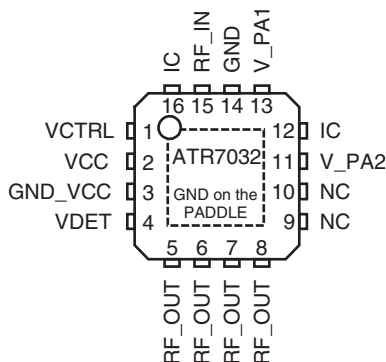 IC
RF_IN
GND
V_PA1
16 15 14 13
VCTRL 1
VCC 2
GND_VCC 3
VDET 4
ATR7032
GND on the
PADDLE
12 IC
11 V_PA2
10 NC
9 NC
5 6 7 8
RF_OUT
RF_OUT
RF_OUT
RF_OUT